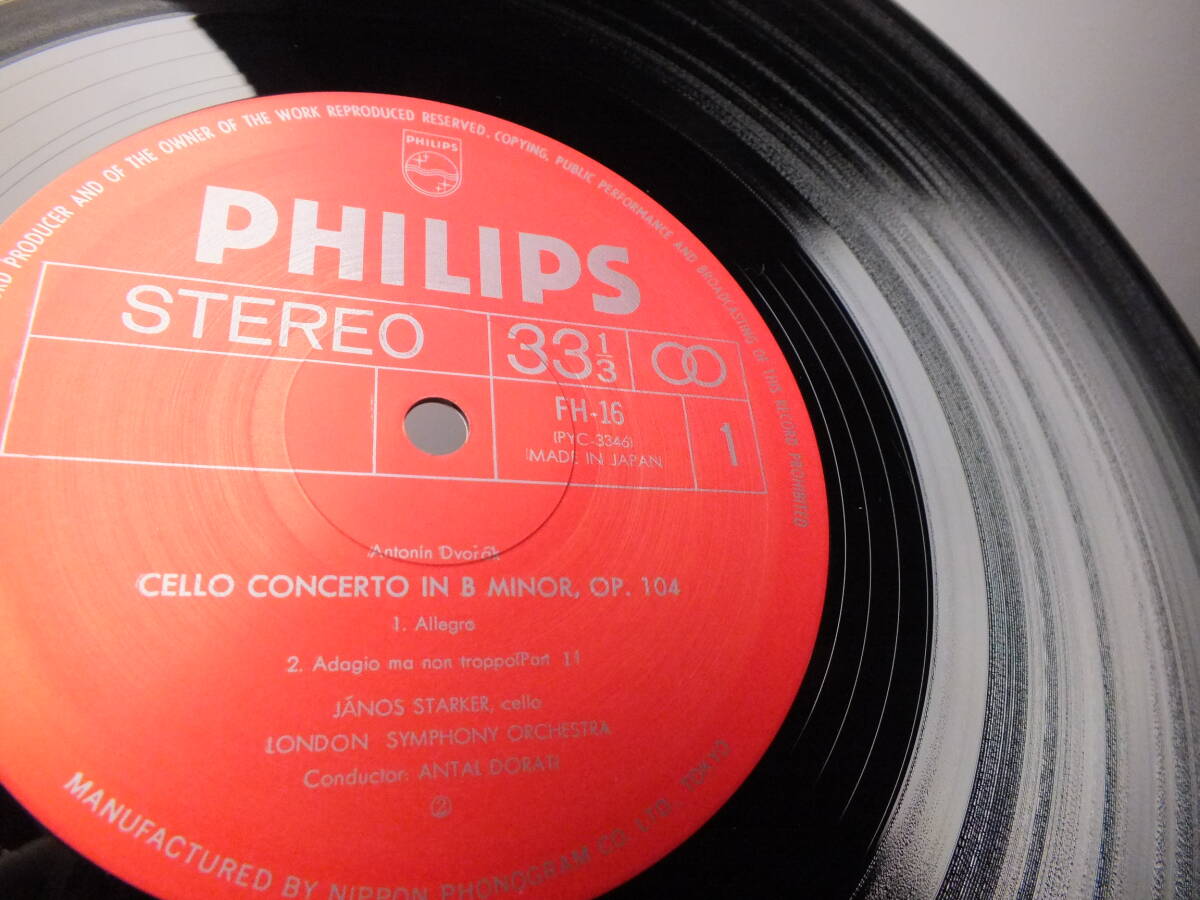 RD PRODUCER AND OF THE OWNER OF THE WORK REPRODUCED RESERVED. COPYING, PUBLIC PERFORMANCE AND BROADCASTING OF THIS RECORD PROHIBITED
PHILIPS
PHILIPS
STEREO
33 1/3
FH-16
(PYC-3346)
MADE IN JAPAN
1
Antonín Dvořák
CELLO CONCERTO IN B MINOR, OP. 104
1. Allegro
2. Adagio ma non troppo(Part 1)
JÁNOS STARKER, cello
LONDON SYMPHONY ORCHESTRA
Conductor: ANTAL DORATI
②
MANUFACTURED BY NIPPON PHONOGRAM CO. LTD., TOKYO